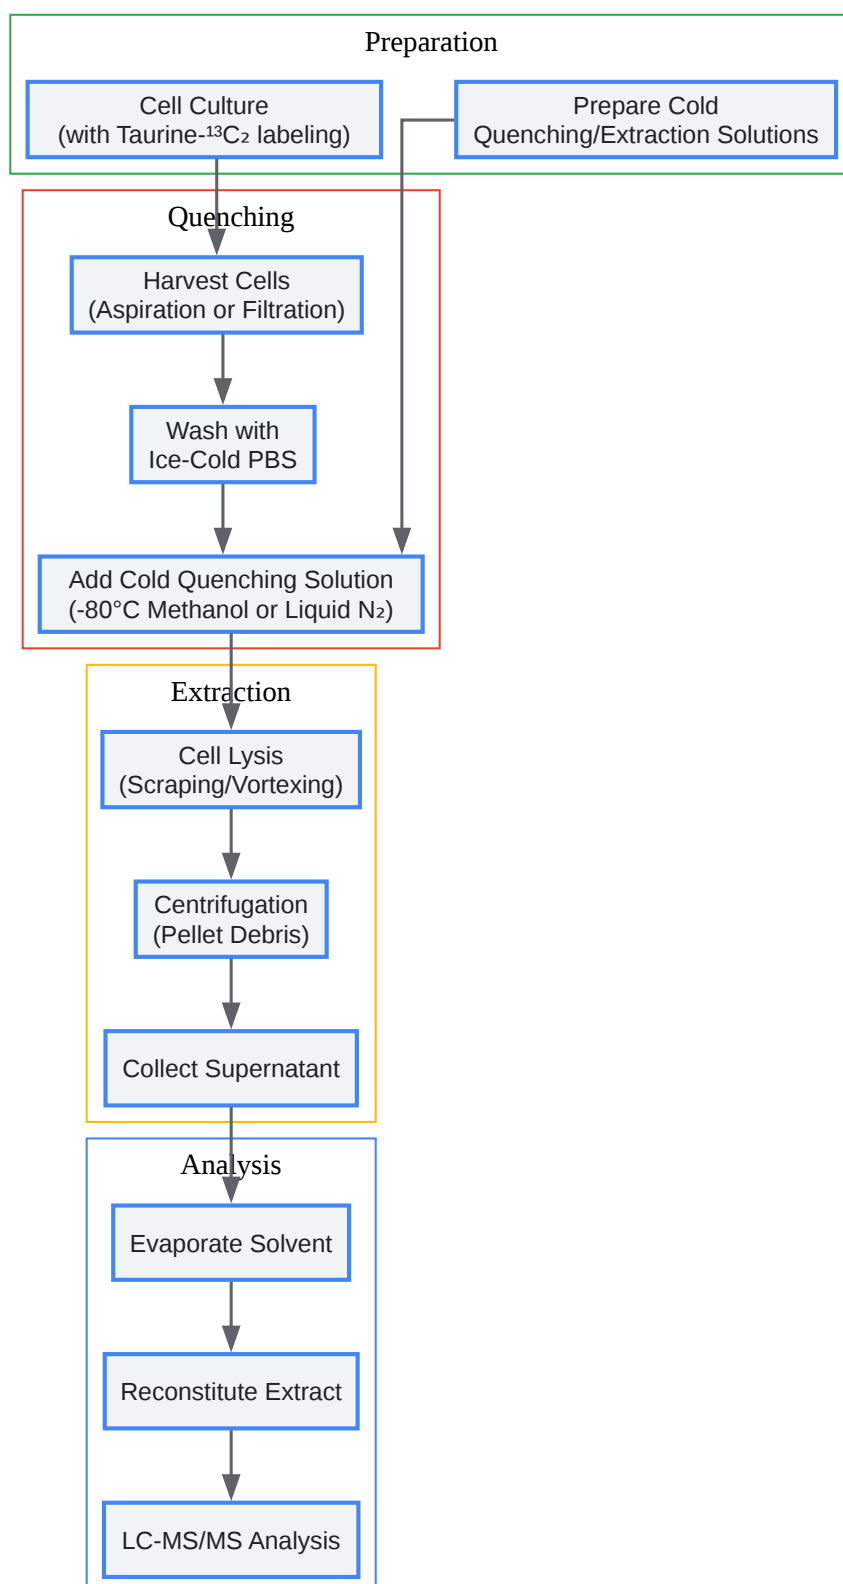 Preparation
Cell Culture
(with Taurine-¹³C₂ labeling)
Prepare Cold
Quenching/Extraction Solutions
Quenching
Harvest Cells
(Aspiration or Filtration)
Wash with
Ice-Cold PBS
Add Cold Quenching Solution
(-80°C Methanol or Liquid N₂)
Extraction
Cell Lysis
(Scraping/Vortexing)
Centrifugation
(Pellet Debris)
Collect Supernatant
Analysis
Evaporate Solvent
Reconstitute Extract
LC-MS/MS Analysis